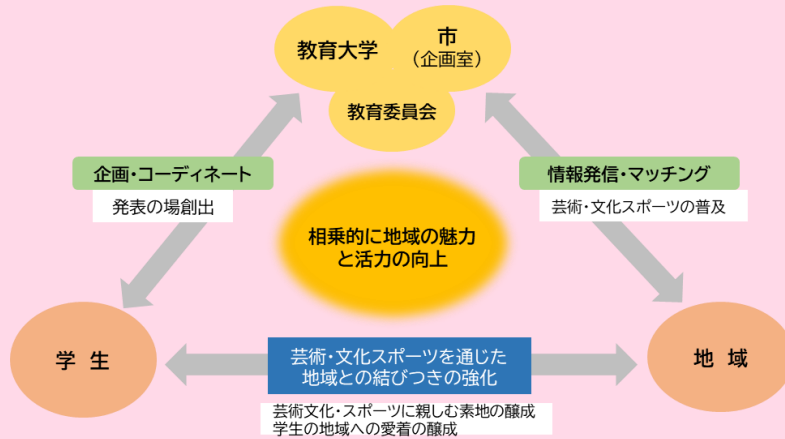 教育大学
市
（企画室）
教育委員会
企画・コーディネート
発表の場創出
情報発信・マッチング
芸術・文化スポーツの普及
相乗的に地域の魅力
と活力の向上
学 生
芸術・文化スポーツを通じた
地域との結びつきの強化
地 域
芸術文化・スポーツに親しむ素地の醸成
学生の地域への愛着の醸成